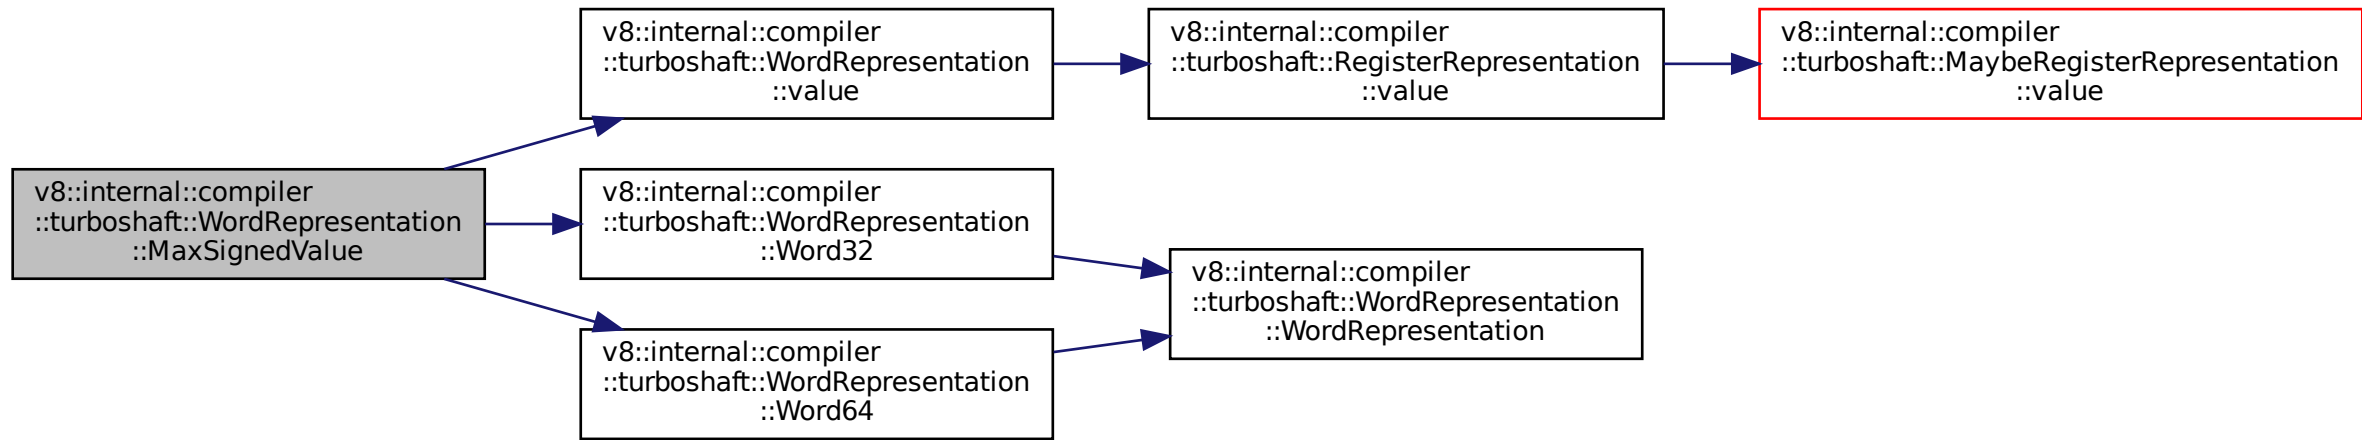 v8::internal::compiler
::turboshaft::WordRepresentation
::MaxSignedValue
v8::internal::compiler
::turboshaft::WordRepresentation
::value
v8::internal::compiler
::turboshaft::RegisterRepresentation
::value
v8::internal::compiler
::turboshaft::MaybeRegisterRepresentation
::value
v8::internal::compiler
::turboshaft::WordRepresentation
::Word32
v8::internal::compiler
::turboshaft::WordRepresentation
::WordRepresentation
v8::internal::compiler
::turboshaft::WordRepresentation
::Word64